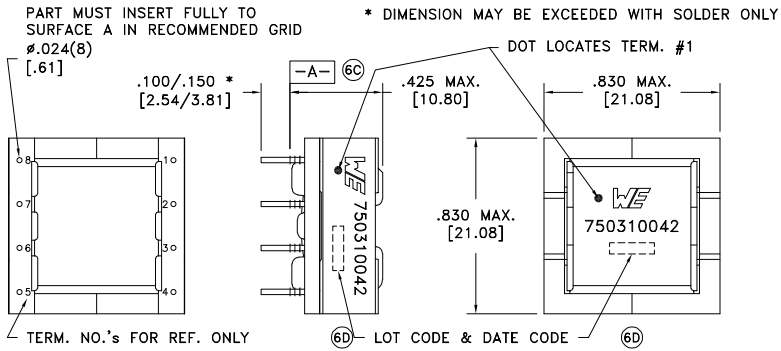 PART MUST INSERT FULLY TO
SURFACE A IN RECOMMENDED GRID
ø.024(8)
[.61]
* DIMENSION MAY BE EXCEEDED WITH SOLDER ONLY
DOT LOCATES TERM. #1
.100/.150 *
[2.54/3.81]
-A-
6C
.425 MAX.
[10.80]
.830 MAX.
[21.08]
8
1
7
2
6
3
5
4
WE
750310042
.830 MAX.
[21.08]
WE
750310042
TERM. NO.'s FOR REF. ONLY
6D
LOT CODE & DATE CODE
6D